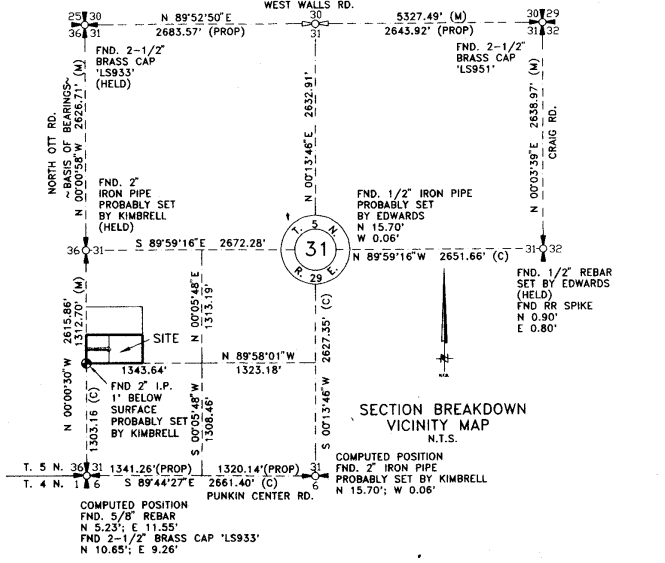 WEST WALLS RD.
25 30
36 31
N 89°52'50"E
2683.57' (PROP)
30
31
5327.49' (M)
2643.92' (PROP)
30 29
31 32
FND. 2-1/2"
BRASS CAP
'LS933'
(HELD)
FND. 2-1/2"
BRASS CAP
'LS951'
NORTH OTT RD.
~BASIS OF BEARINGS~
N 00°00'58"W 2626.71' (M)
N 00°13'46"E 2632.91'
N 00°03'39"E 2638.97' (M)
CRAIG RD.
FND. 2"
IRON PIPE
PROBABLY SET
BY KIMBRELL
(HELD)
FND. 1/2" IRON PIPE
PROBABLY SET
BY EDWARDS
N 15.70'
W 0.06'
T. 5 N.
31
R. 29 E.
36 31
S 89°59'16"E 2672.28'
N 89°59'16"W 2651.66' (C)
31 32
FND. 1/2" REBAR
SET BY EDWARDS
(HELD)
FND RR SPIKE
N 0.90'
E 0.80'
2615.86'
1312.70' (M)
N 00°05'48"E
1313.19'
SITE
1343.64'
N 89°58'01"W
1323.18'
S 00°13'46"W 2627.35' (C)
N 00°00'30"W
1303.16 (C)
FND 2" I.P.
1' BELOW
SURFACE
PROBABLY SET
BY KIMBRELL
S 00°05'48"W
1308.46'
N.T.S.
SECTION BREAKDOWN
VICINITY MAP
N.T.S.
T. 5 N. 36 31
T. 4 N. 1 6
1341.26'(PROP) 1320.14'(PROP)
S 89°44'27"E 2661.40' (C)
PUNKIN CENTER RD.
31
6
COMPUTED POSITION
FND. 2" IRON PIPE
PROBABLY SET BY KIMBRELL
N 15.70'; W 0.06'
COMPUTED POSITION
FND. 5/8" REBAR
N 5.23'; E 11.55'
FND 2-1/2" BRASS CAP 'LS933'
N 10.65'; E 9.26'